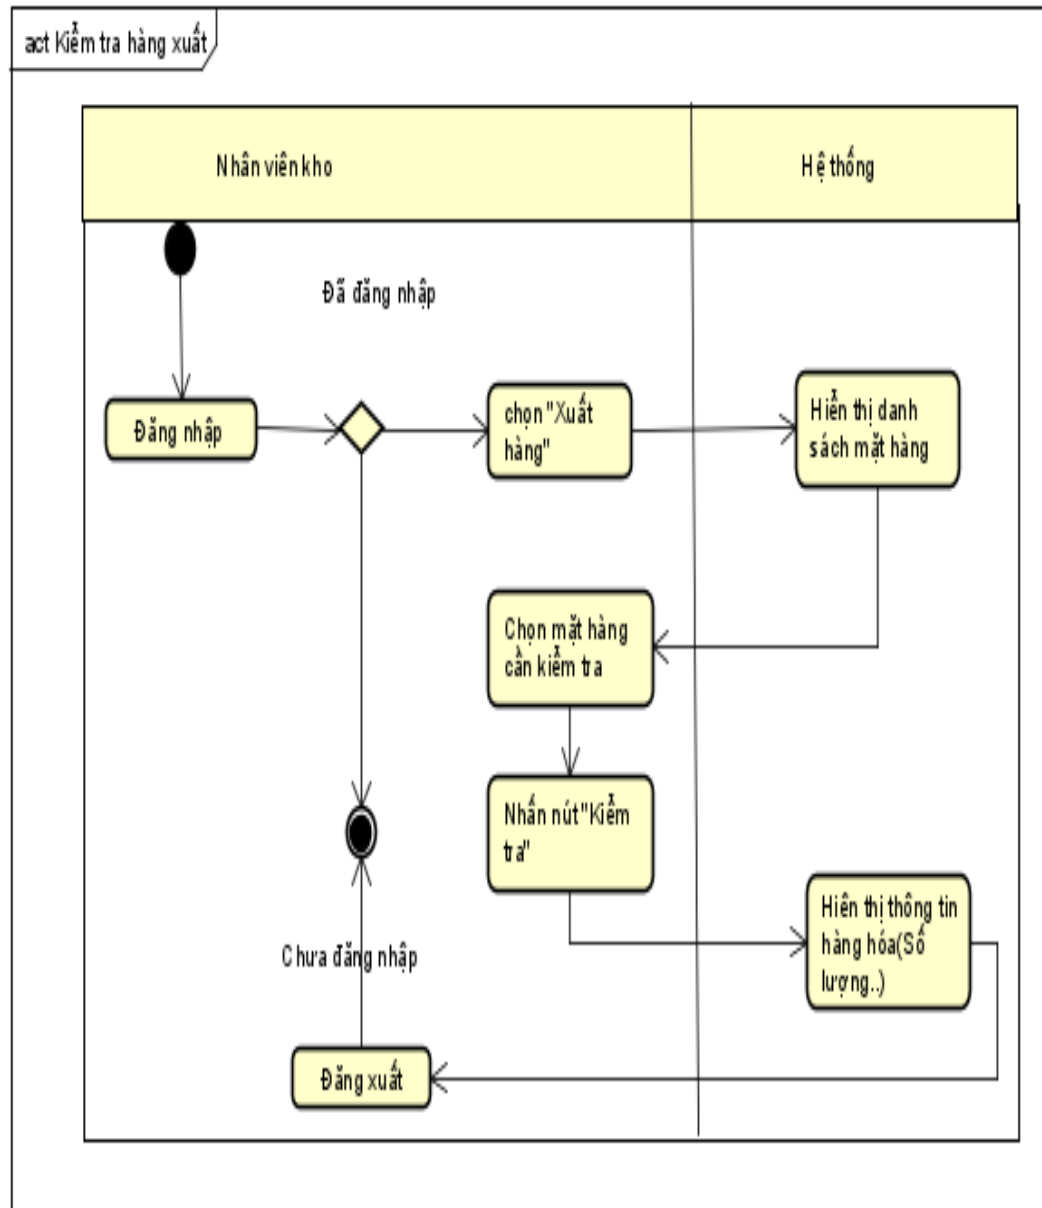 act Kiểm tra hàng xuất
Nhân viên kho
Hệ thống
Đã đăng nhập
Đăng nhập
chọn "Xuất
hàng"
Hiển thị danh
sách mặt hàng
Chọn mặt hàng
cần kiểm tra
Nhấn nút "Kiểm
tra"
Hiên thị thông tin
hàng hóa(Số
lượng..)
Chưa đăng nhập
Đăng xuất